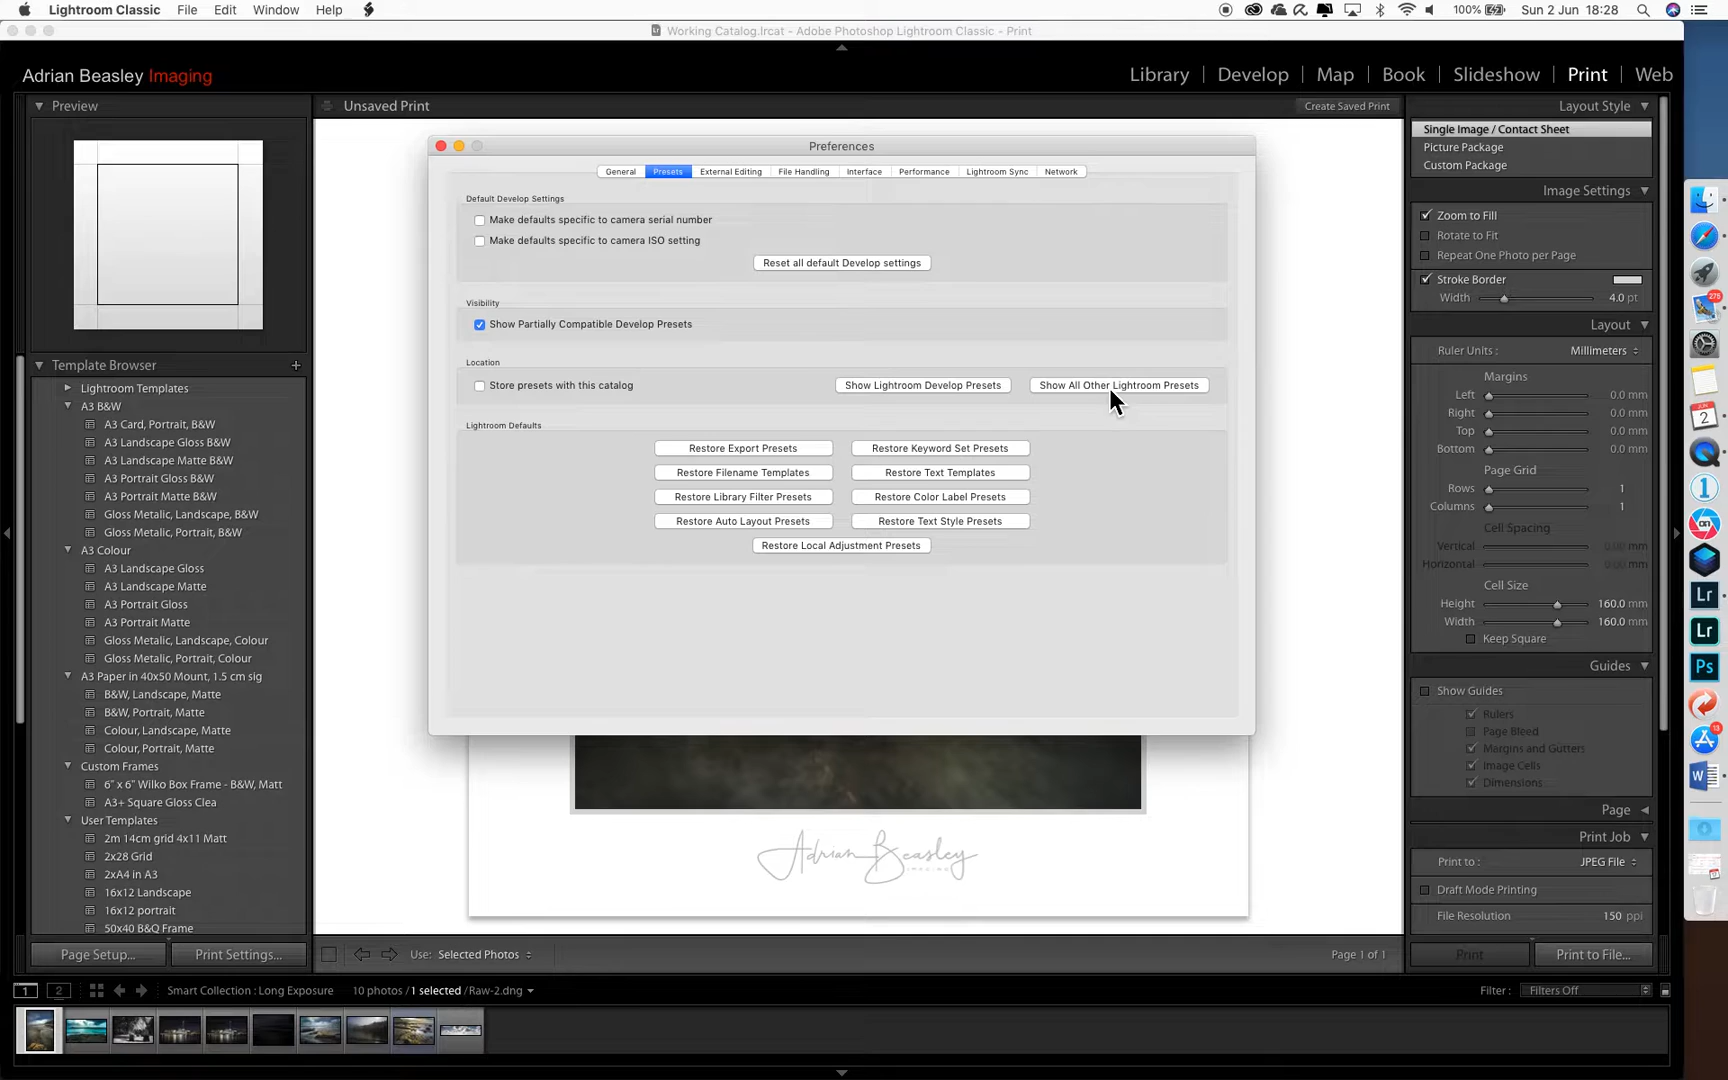 Lightroom Classic File Edit Window Help 100% Sun 2 Jun 18:28
Working Catalog.lrcat - Adobe Photoshop Lightroom Classic - Print
Adrian Beasley Imaging
Library | Develop | Map | Book | Slideshow | Print | Web
Preview
Unsaved Print
Create Saved Print
Layout Style
Preferences
General Presets External Editing File Handling Interface Performance Lightroom Sync Network
Default Develop Settings
Make defaults specific to camera serial number
Make defaults specific to camera ISO setting
Reset all default Develop settings
Visibility
Show Partially Compatible Develop Presets
Location
Store presets with this catalog
Show Lightroom Develop Presets
Show All Other Lightroom Presets
Lightroom Defaults
Restore Export Presets
Restore Keyword Set Presets
Restore Filename Templates
Restore Text Templates
Restore Library Filter Presets
Restore Color Label Presets
Restore Auto Layout Presets
Restore Text Style Presets
Restore Local Adjustment Presets
Template Browser
Lightroom Templates
A3 B&W
A3 Card, Portrait, B&W
A3 Landscape Gloss B&W
A3 Landscape Matte B&W
A3 Portrait Gloss B&W
A3 Portrait Matte B&W
Gloss Metalic, Landscape, B&W
Gloss Metalic, Portrait, B&W
A3 Colour
A3 Landscape Gloss
A3 Landscape Matte
A3 Portrait Gloss
A3 Portrait Matte
Gloss Metalic, Landscape, Colour
Gloss Metalic, Portrait, Colour
A3 Paper in 40x50 Mount, 1.5 cm sig
B&W, Landscape, Matte
B&W, Portrait, Matte
Colour, Landscape, Matte
Colour, Portrait, Matte
Custom Frames
6" x 6" Wilko Box Frame - B&W, Matt
A3+ Square Gloss Clea
User Templates
2m 14cm grid 4x11 Matt
2x28 Grid
2xA4 in A3
16x12 Landscape
16x12 portrait
50x40 B&Q Frame
Page Setup...
Print Settings...
Adrian Beasley
IMAGING
Use: Selected Photos
Page 1 of 1
Single Image / Contact Sheet
Picture Package
Custom Package
Image Settings
Zoom to Fill
Rotate to Fit
Repeat One Photo per Page
Stroke Border
Width 4.0 pt
Layout
Ruler Units : Millimeters
Margins
Left 0.0 mm
Right 0.0 mm
Top 0.0 mm
Bottom 0.0 mm
Page Grid
Rows 1
Columns 1
Cell Spacing
Vertical 0.00 mm
Horizontal 0.00 mm
Cell Size
Height 160.0 mm
Width 160.0 mm
Keep Square
Guides
Show Guides
Rulers
Page Bleed
Margins and Gutters
Image Cells
Dimensions
Page
Print Job
Print to : JPEG File
Draft Mode Printing
File Resolution 150 ppi
Print
Print to File...
1 2 Smart Collection : Long Exposure 10 photos / 1 selected / Raw-2.dng
Filter : Filters Off
275
JUN
2
1
ON
Lr
Lr
Ps
13
W